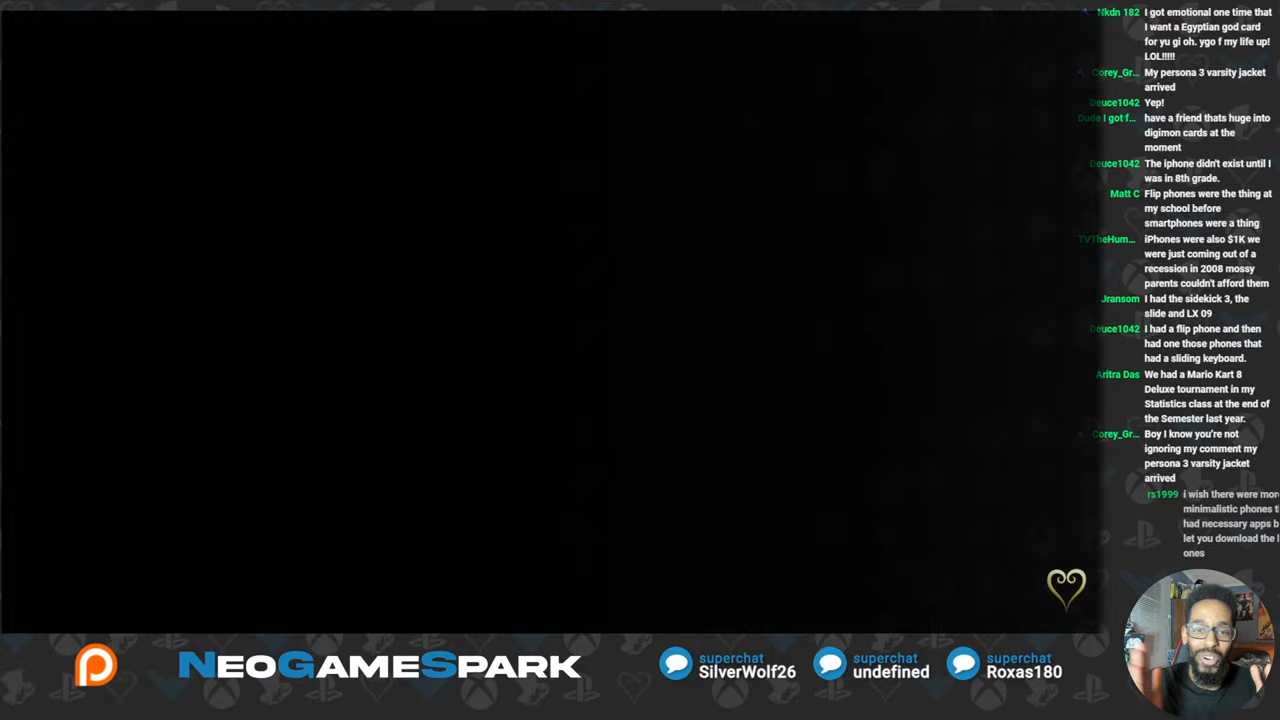 Nkdn 182 I got emotional one time that
I want a Egyptian god card
for yu gi oh. ygo f my life up!
LOL!!!!!
Corey_Gr... My persona 3 varsity jacket
arrived
Deuce1042 Yep!
Dude I got f... have a friend thats huge into
digimon cards at the
moment
Deuce1042 The iphone didn't exist until I
was in 8th grade.
Matt C Flip phones were the thing at
my school before
smartphones were a thing
TVTheHum... iPhones were also $1K we
were just coming out of a
recession in 2008 mossy
parents couldn't afford them
Jransom I had the sidekick 3, the
slide and LX 09
Deuce1042 I had a flip phone and then
had one those phones that
had a sliding keyboard.
Aritra Das We had a Mario Kart 8
Deluxe tournament in my
Statistics class at the end of
the Semester last year.
Corey_Gr... Boy I know you're not
ignoring my comment my
persona 3 varsity jacket
arrived
rs1999 i wish there were mor
minimalistic phones t
had necessary apps b
let you download the
ones
NEOGAMESPARK
superchat
SilverWolf26
superchat
undefined
superchat
Roxas180